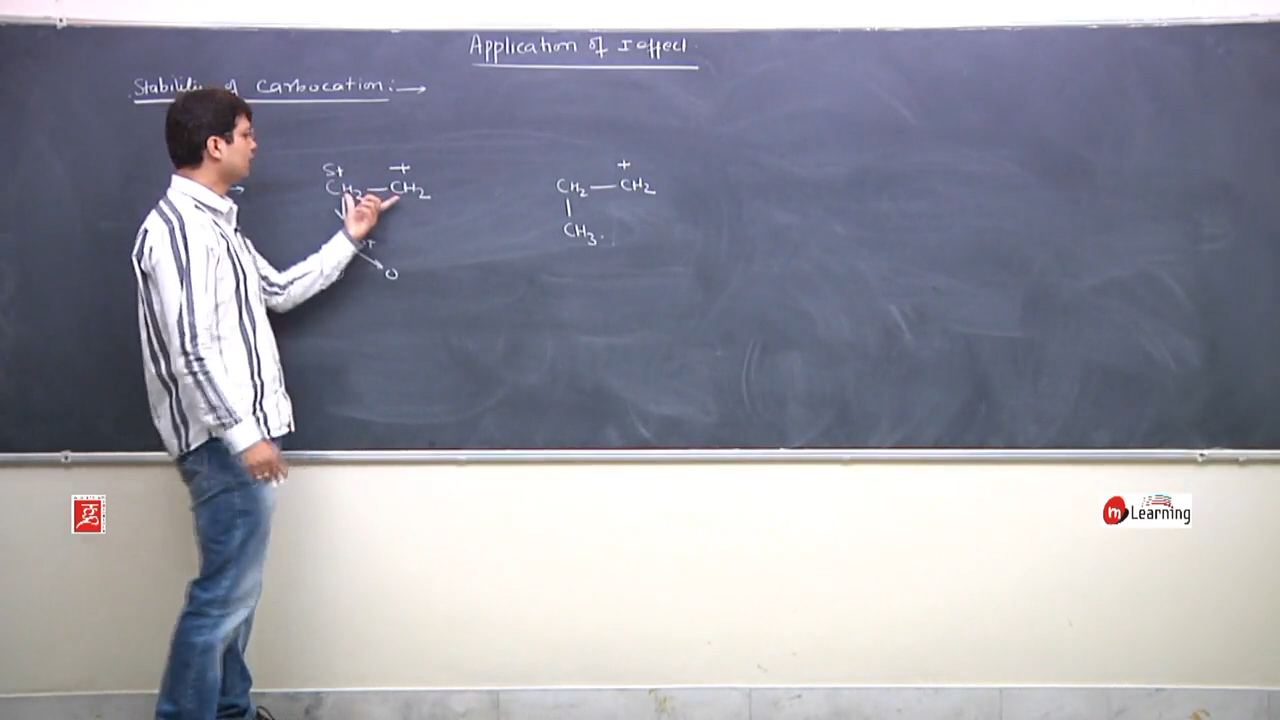 Application of I effect.
Stability of Carbocation :→
S+ +
CH2 — CH2
O
+
CH2 — CH2
|
CH3.
m Learning